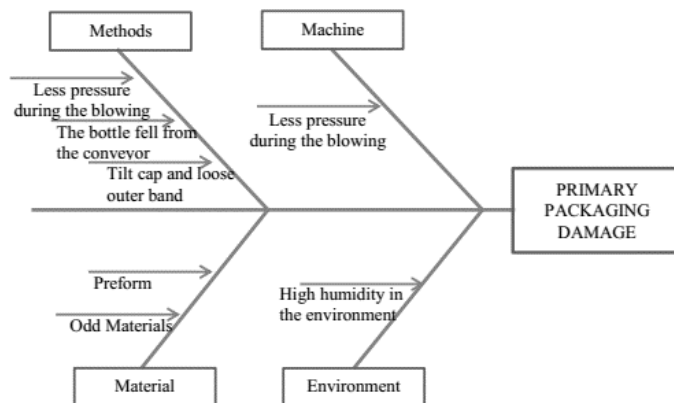 Methods
Machine
Less pressure
during the blowing
The bottle fell from
the conveyor
Tilt cap and loose
outer band
Less pressure
during the blowing
PRIMARY
PACKAGING
DAMAGE
Preform
Odd Materials
High humidity in
the environment
Material
Environment